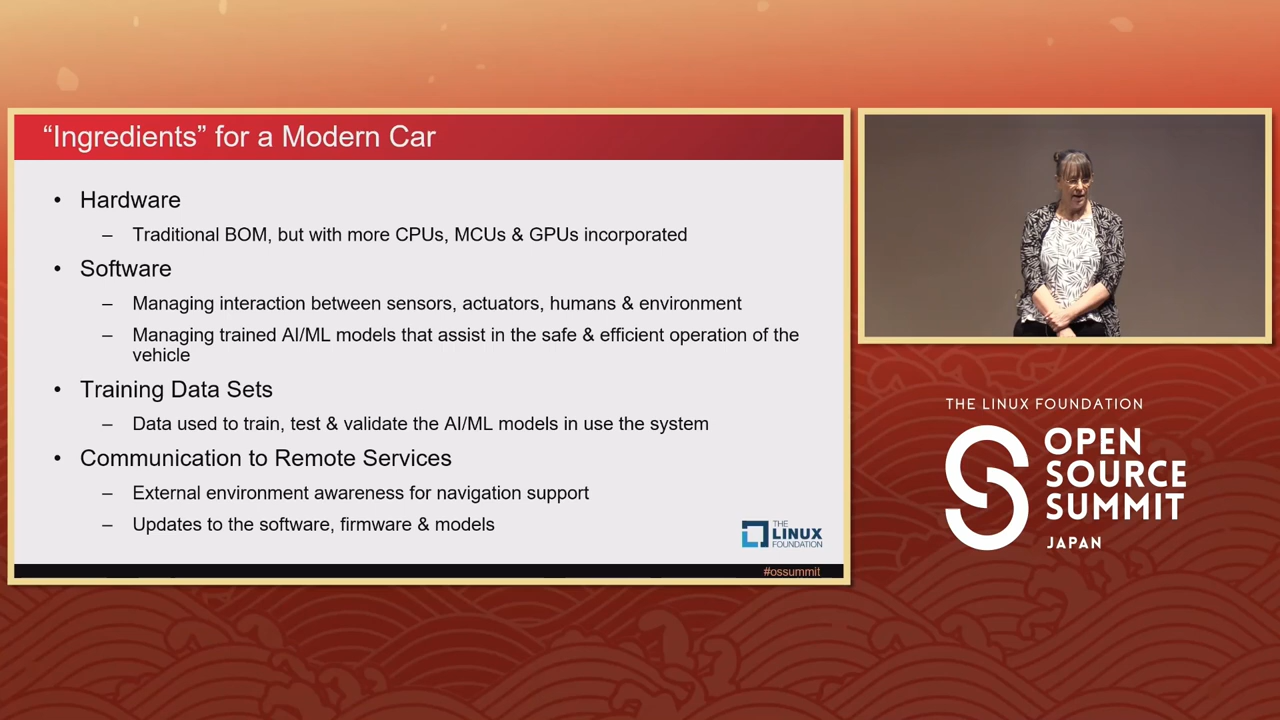 “Ingredients” for a Modern Car
• Hardware
– Traditional BOM, but with more CPUs, MCUs & GPUs incorporated
• Software
– Managing interaction between sensors, actuators, humans & environment
– Managing trained AI/ML models that assist in the safe & efficient operation of the
vehicle
• Training Data Sets
– Data used to train, test & validate the AI/ML models in use the system
• Communication to Remote Services
– External environment awareness for navigation support
– Updates to the software, firmware & models
THE
LINUX
FOUNDATION
#ossummit
THE LINUX FOUNDATION
OPEN
SOURCE
SUMMIT
JAPAN